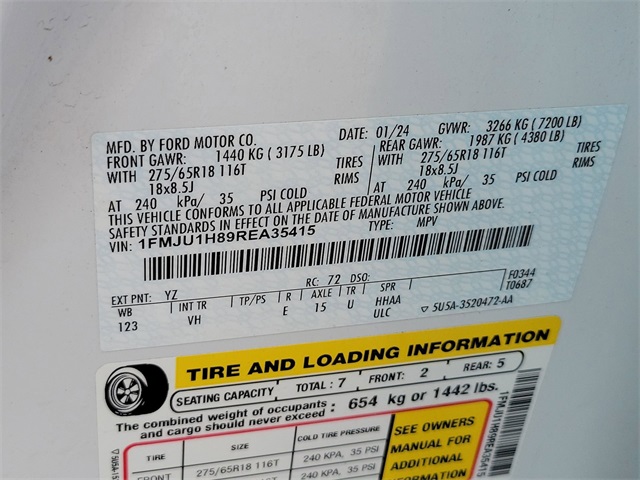 MFD. BY FORD MOTOR CO.
DATE: 01/24 GVWR: 3266 KG ( 7200 LB)
FRONT GAWR: 1440 KG ( 3175 LB) REAR GAWR: 1987 KG ( 4380 LB)
WITH 275/65R18 116T TIRES WITH 275/65R18 116T TIRES
18x8.5J RIMS 18x8.5J RIMS
AT 240 kPa/ 35 PSI COLD AT 240 kPa/ 35 PSI COLD
THIS VEHICLE CONFORMS TO ALL APPLICABLE FEDERAL MOTOR VEHICLE
SAFETY STANDARDS IN EFFECT ON THE DATE OF MANUFACTURE SHOWN ABOVE.
VIN: 1FMJU1H89REA35415 TYPE: MPV
F0344
T0687
EXT PNT: YZ RC: 72 DSO:
WB INT TR TP/PS R AXLE TR SPR
123 VH E 15 U HHAA
ULC
▽ 5U5A-3520472-AA
TIRE AND LOADING INFORMATION
SEATING CAPACITY TOTAL : 7 FRONT: 2 REAR: 5
The combined weight of occupants
and cargo should never exceed : 654 kg or 1442 lbs.
TIRE SIZE COLD TIRE PRESSURE
FRONT 275/65R18 116T 240 KPA, 35 PSI
275/65R18 116T 240 KPA, 35 PSI
SEE OWNERS
MANUAL FOR
ADDITIONAL
INFORMATION
1FMJU1H89REA35415